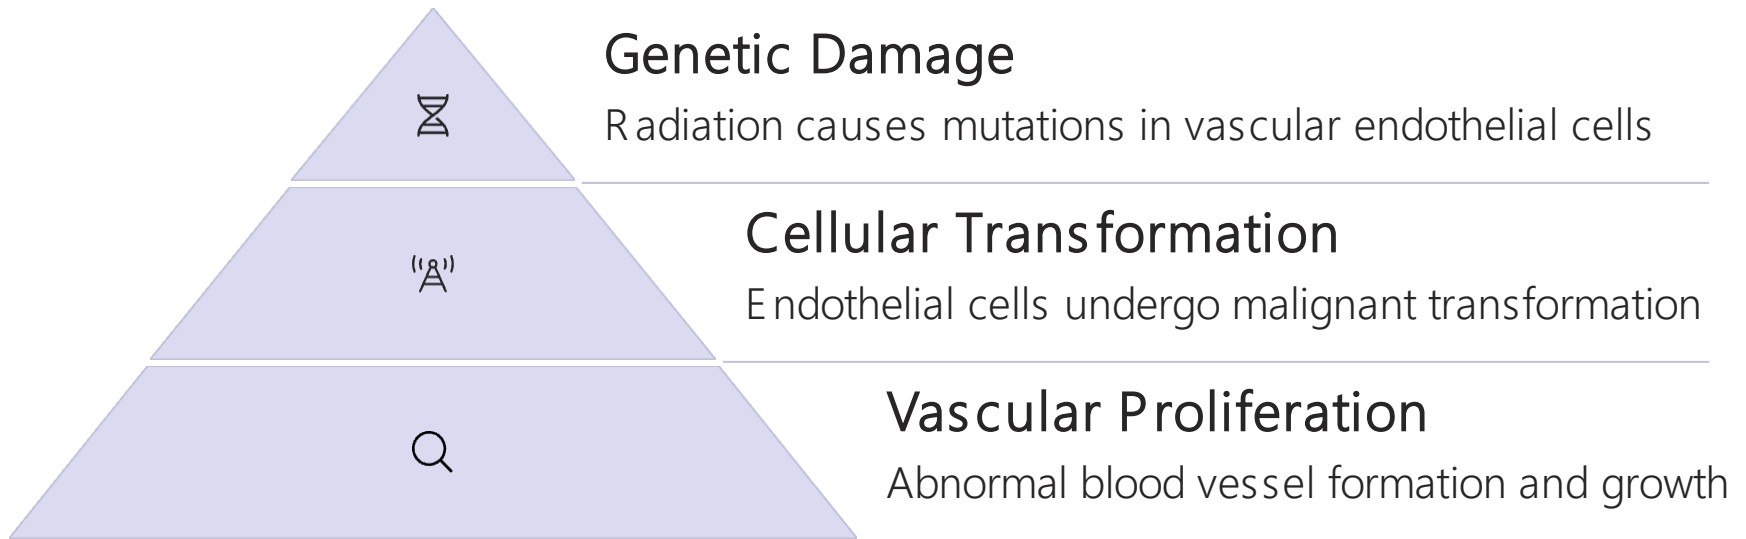 Genetic Damage
Radiation causes mutations in vascular endothelial cells
Cellular Transformation
Endothelial cells undergo malignant transformation
Vascular Proliferation
Abnormal blood vessel formation and growth